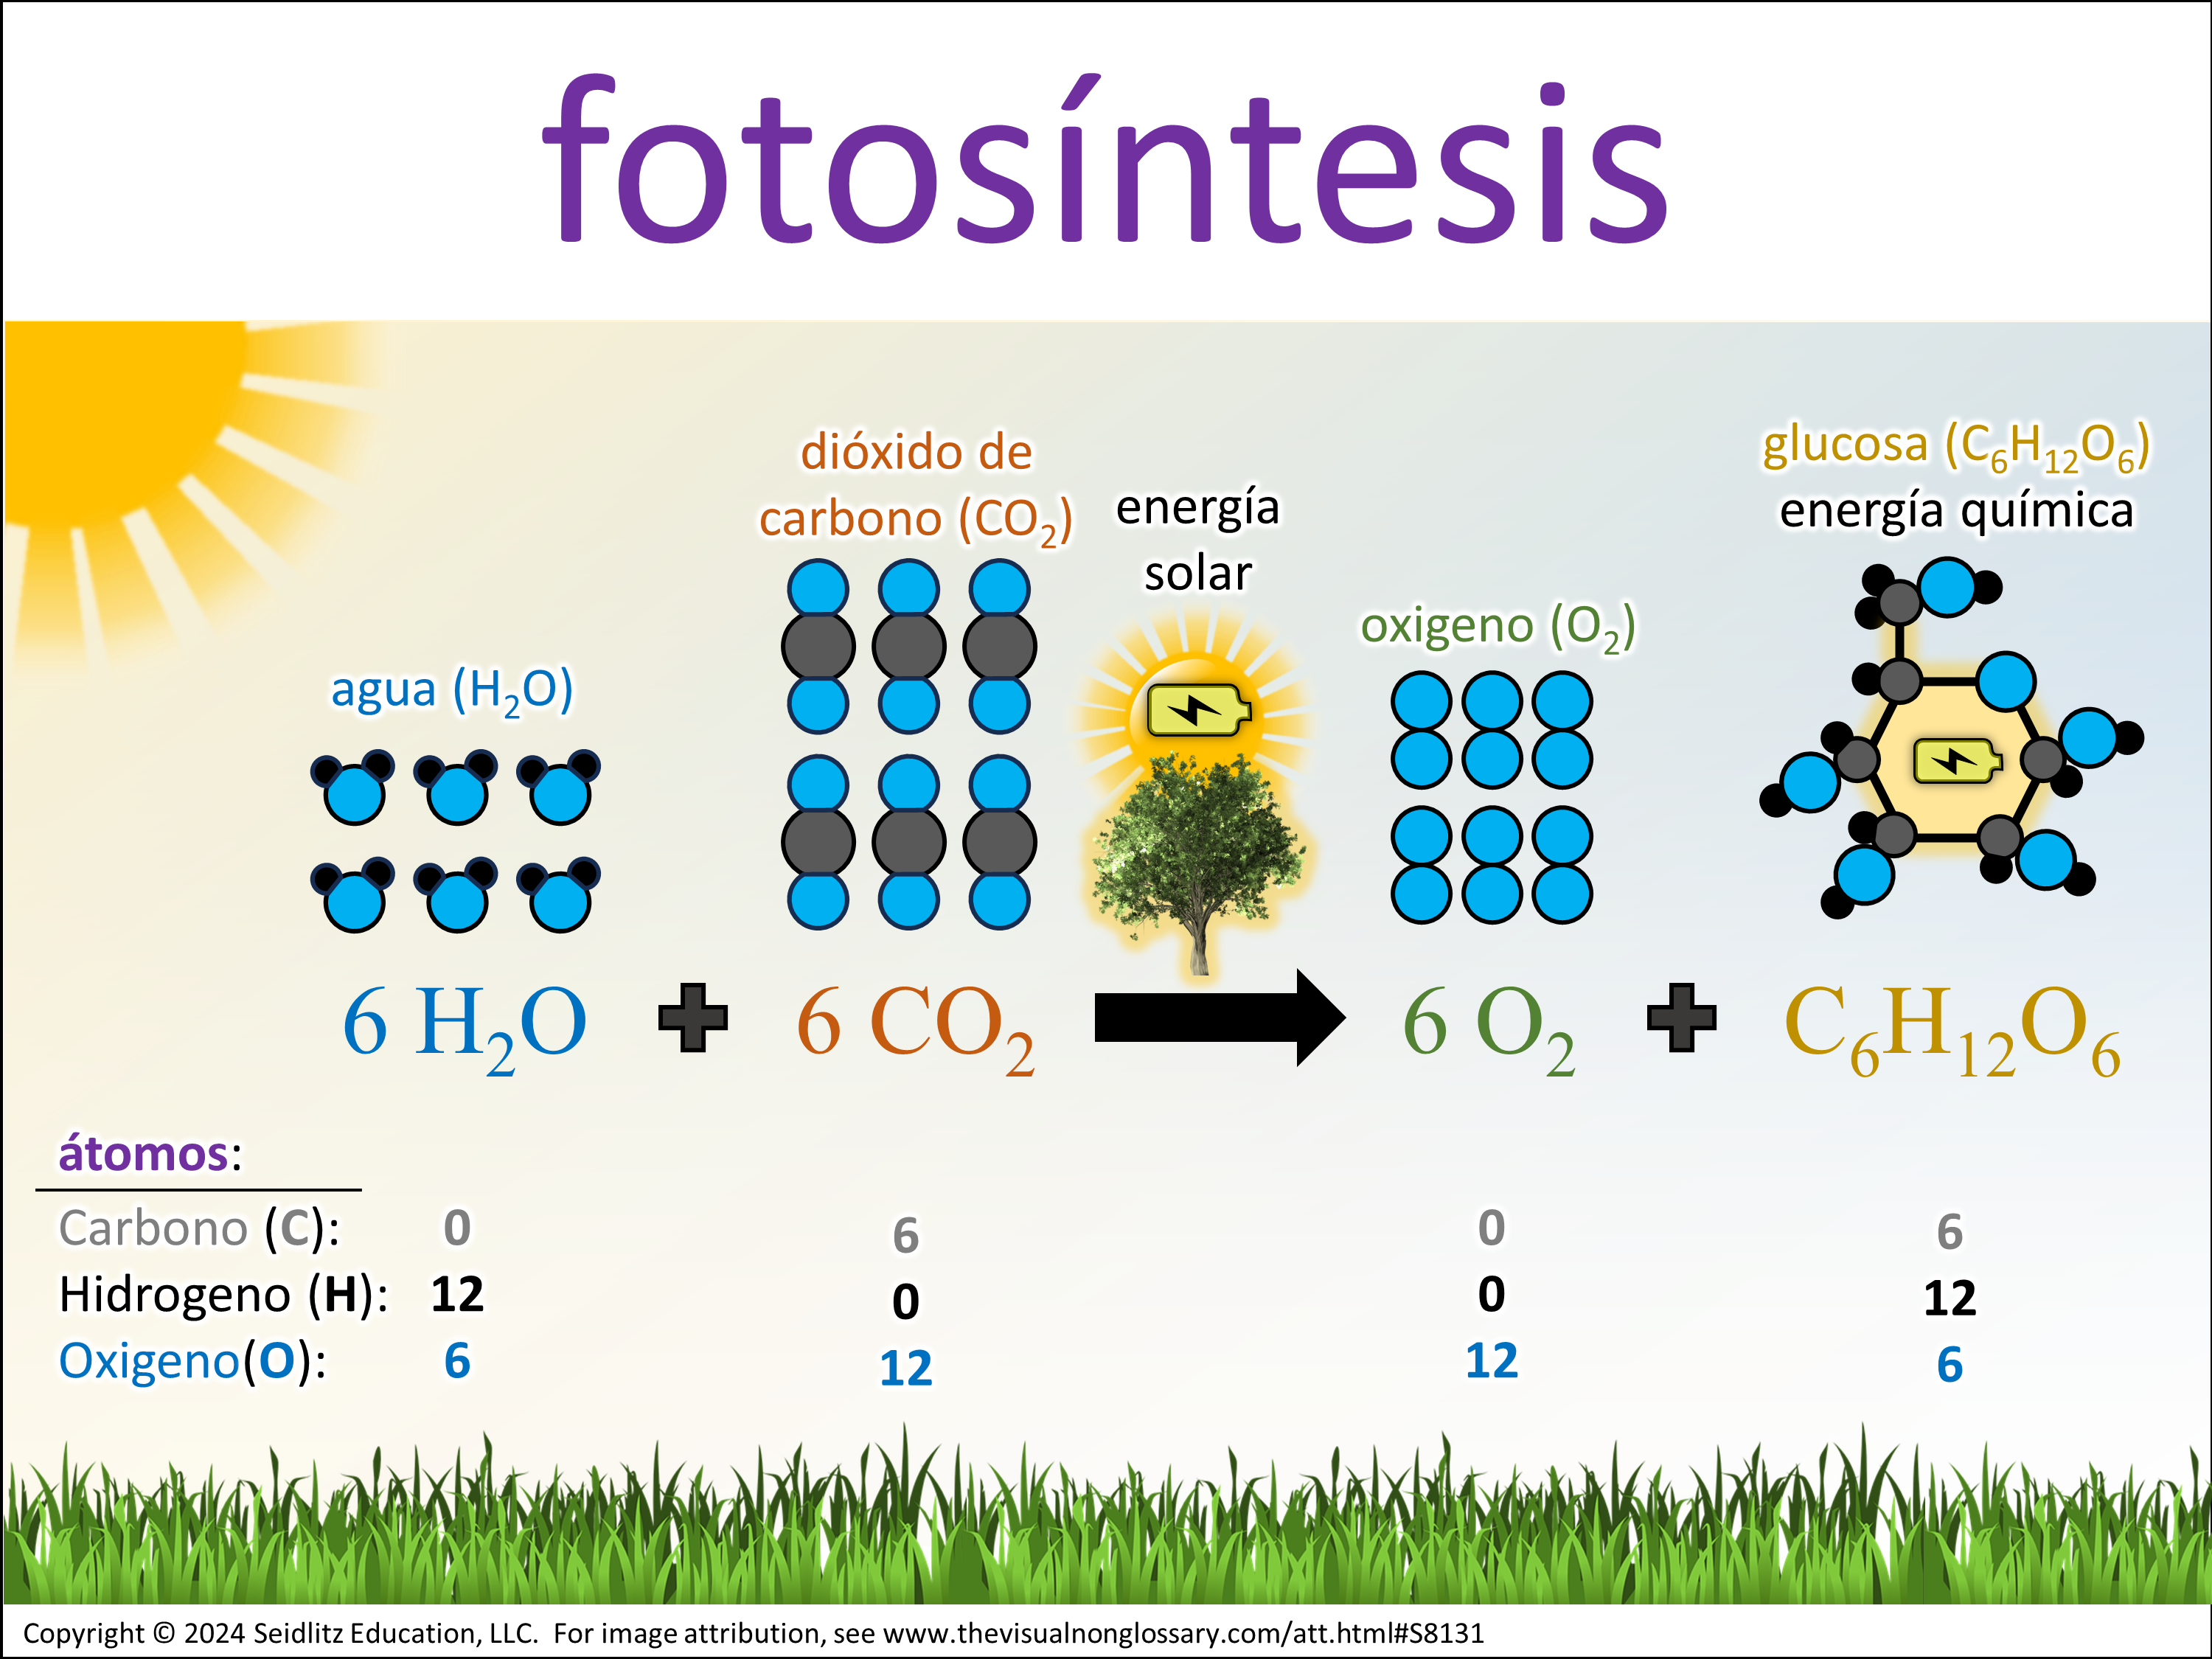 fotosíntesis
dióxido de
carbono (CO₂)
energía
solar
glucosa (C₆H₁₂O₆)
energía química
oxigeno (O₂)
agua (H₂O)
6 H₂O + 6 CO₂ → 6 O₂ + C₆H₁₂O₆
átomos:
Carbono (C): 0 6 0 6
Hidrogeno (H): 12 0 0 12
Oxigeno(O): 6 12 12 6
Copyright © 2024 Seidlitz Education, LLC. For image attribution, see www.thevisualnonglossary.com/att.html#S8131